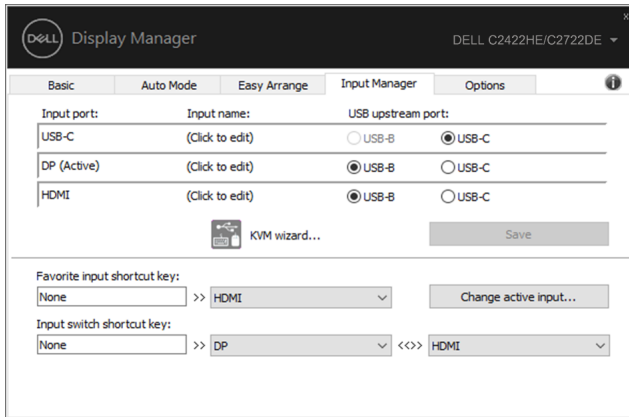 DELL Display Manager DELL C2422HE/C2722DE
Basic Auto Mode Easy Arrange Input Manager Options
Input port: Input name: USB upstream port:
USB-C (Click to edit) USB-B USB-C
DP (Active) (Click to edit) USB-B USB-C
HDMI (Click to edit) USB-B USB-C
KVM wizard... Save
Favorite input shortcut key:
None >> HDMI Change active input...
Input switch shortcut key:
None >> DP <<>> HDMI